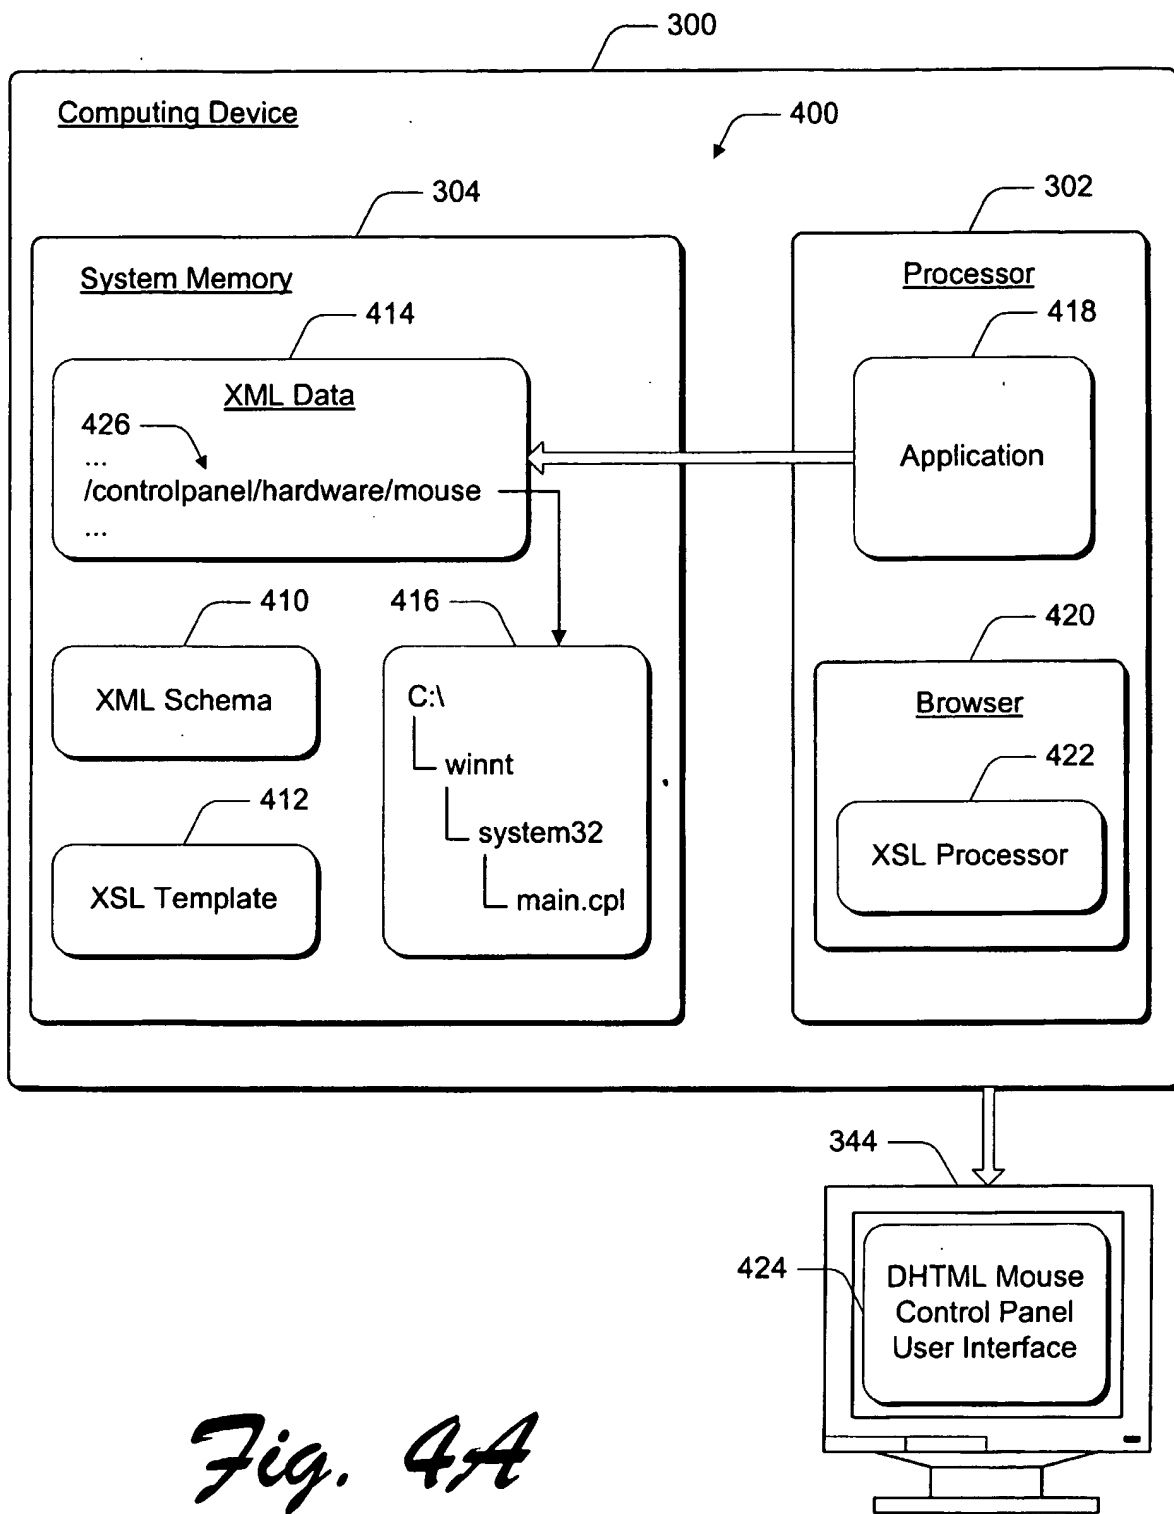 300
Computing Device
400
304
302
System Memory
Processor
414
418
XML Data
426
...
/controlpanel/hardware/mouse
...
Application
410
416
420
XML Schema
C:\
winnt
system32
main.cpl
Browser
422
XSL Processor
412
XSL Template
344
424
DHTML Mouse
Control Panel
User Interface
Fig. 4A